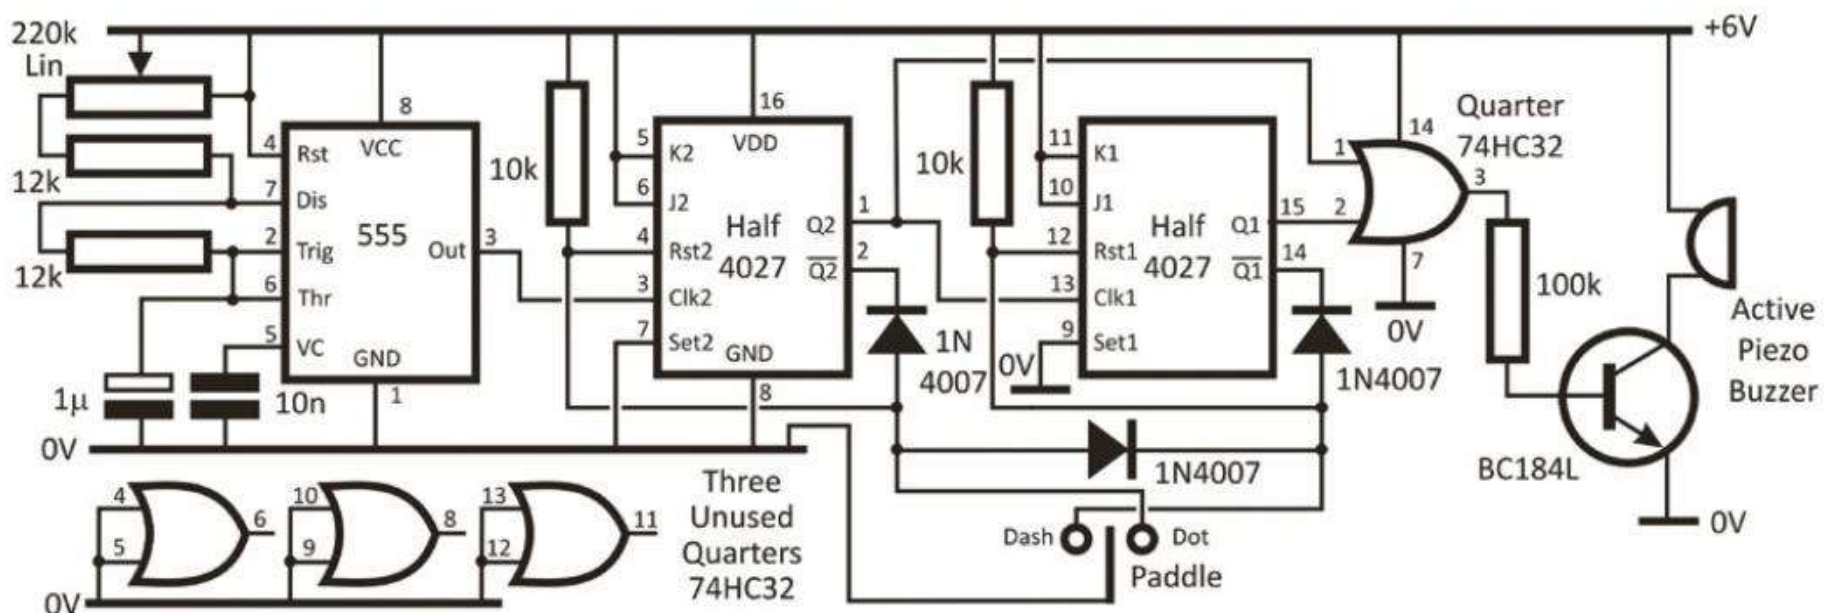 220k
Lin
+6V
12k
12k
4 Rst
8
VCC
7 Dis
2 Trig
555
Out 3
6 Thr
5 VC
GND
1
1µ
10n
0V
10k
16
VDD
5 K2
6 J2
Half
4027
Q2 1
4 Rst2
Q2 2
3 Clk2
7 Set2
GND
8
1N
4007
10k
11 K1
10 J1
Half
4027
Q1 15
12 Rst1
Q1 14
13 Clk1
9 Set1
0V
1N4007
1N4007
Quarter
74HC32
14
1
2
3
7
0V
100k
Active
Piezo
Buzzer
BC184L
0V
Dash
Dot
Paddle
4
5
6
10
9
8
13
12
11
0V
Three
Unused
Quarters
74HC32